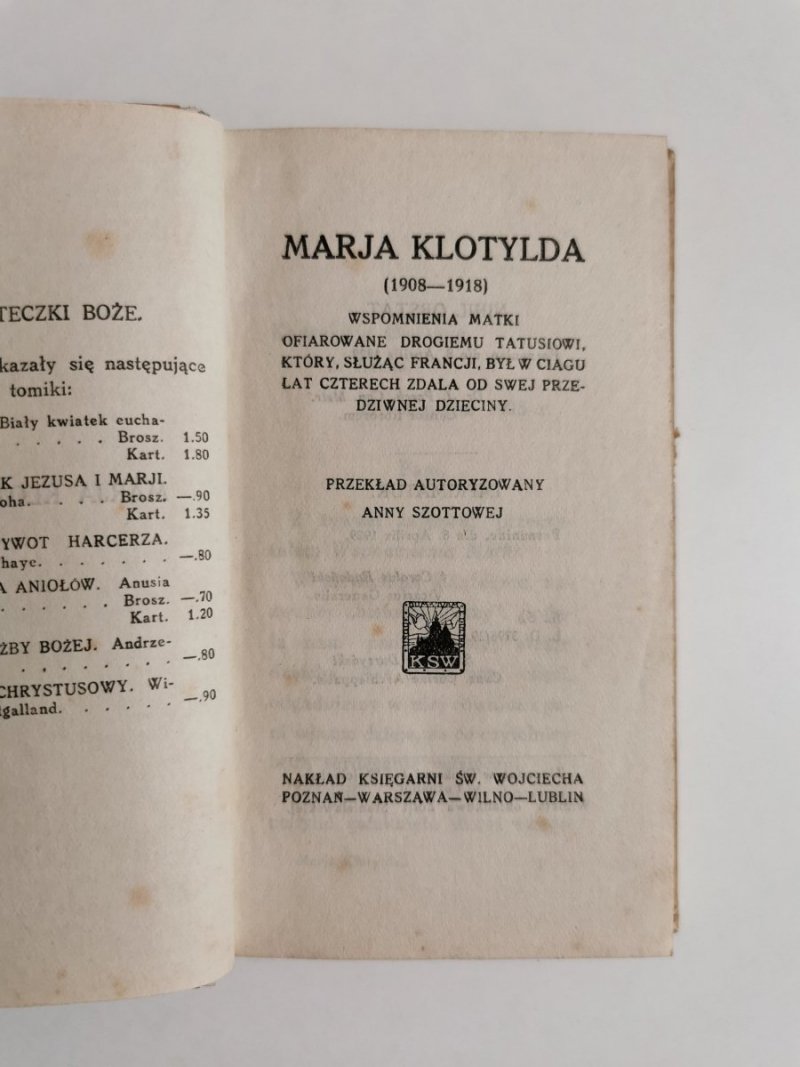 TECZKI BOŻE.
kazały się następujące
tomiki:
Biały kwiatek eucha-
. . . . . Brosz. 1.50
Kart. 1.80
K JEZUSA I MARJI.
oha. . . . Brosz. —.90
Kart. 1.35
YWOT HARCERZA.
haye. . . . . . . —.80
A ANIOŁÓW. Anusia
. . . . . . Brosz. —.70
Kart. 1.20
ŻBY BOŻEJ. Andrze-
. . . . . . . . —.80
CHRYSTUSOWY. Wi-
galland. . . . . . —.90
MARJA KLOTYLDA
(1908—1918)
WSPOMNIENIA MATKI
OFIAROWANE DROGIEMU TATUSIOWI,
KTÓRY, SŁUŻĄC FRANCJI, BYŁ W CIAGU
LAT CZTERECH ZDALA OD SWEJ PRZE-
DZIWNEJ DZIECINY.
PRZEKŁAD AUTORYZOWANY
ANNY SZOTTOWEJ
KSW
NAKŁAD KSIĘGARNI ŚW. WOJCIECHA
POZNAŃ—WARSZAWA—WILNO—LUBLIN